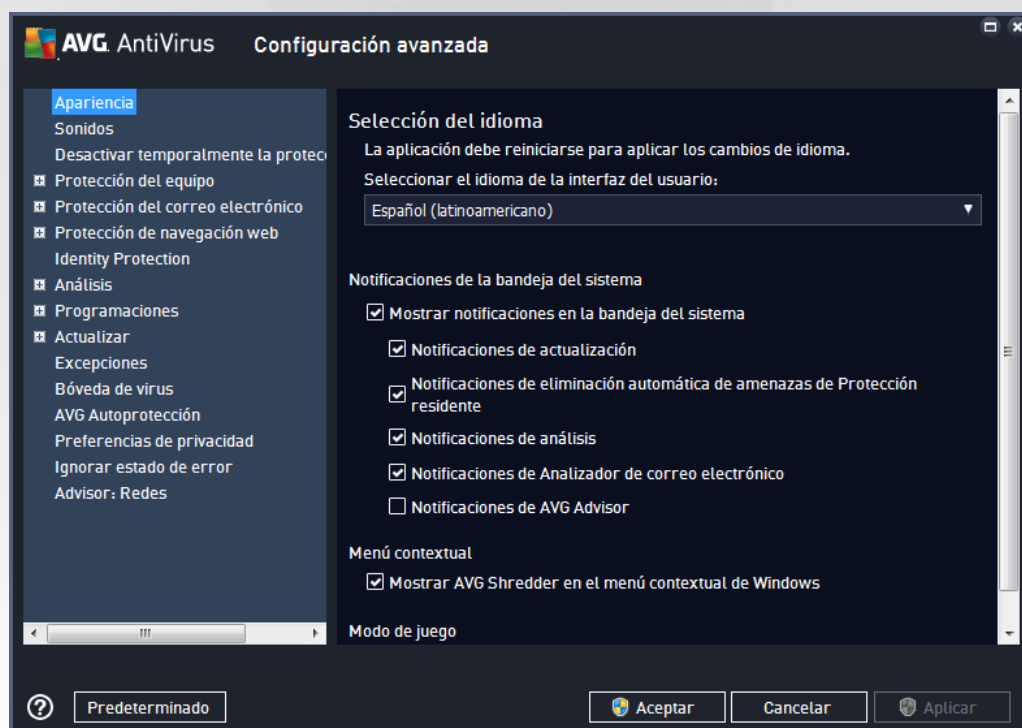 AVG. AntiVirus Configuración avanzada
Apariencia
Sonidos
Desactivar temporalmente la protec
Protección del equipo
Protección del correo electrónico
Protección de navegación web
Identity Protection
Análisis
Programaciones
Actualizar
Excepciones
Bóveda de virus
AVG Autoprotección
Preferencias de privacidad
Ignorar estado de error
Advisor: Redes
Selección del idioma
La aplicación debe reiniciarse para aplicar los cambios de idioma.
Seleccionar el idioma de la interfaz del usuario:
Español (latinoamericano)
Notificaciones de la bandeja del sistema
Mostrar notificaciones en la bandeja del sistema
Notificaciones de actualización
Notificaciones de eliminación automática de amenazas de Protección
residente
Notificaciones de análisis
Notificaciones de Analizador de correo electrónico
Notificaciones de AVG Advisor
Menú contextual
Mostrar AVG Shredder en el menú contextual de Windows
Modo de juego
Predeterminado
Aceptar
Cancelar
Aplicar